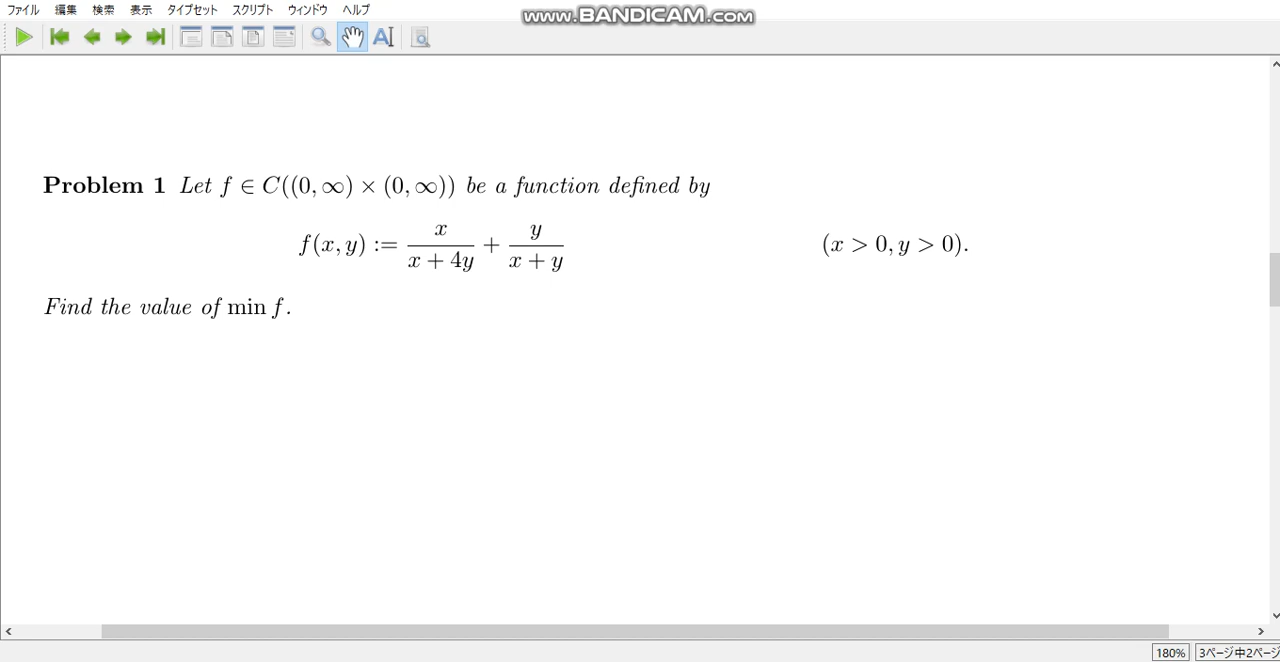 ファイル 編集 検索 表示 タイプセット スクリプト ウィンドウ ヘルプ
www.BANDICAM.com
Problem 1 Let f ∈ C((0, ∞) × (0, ∞)) be a function defined by
f(x, y) := x/(x + 4y) + y/(x + y) (x > 0, y > 0).
Find the value of min f.
180% 3ページ中2ページ